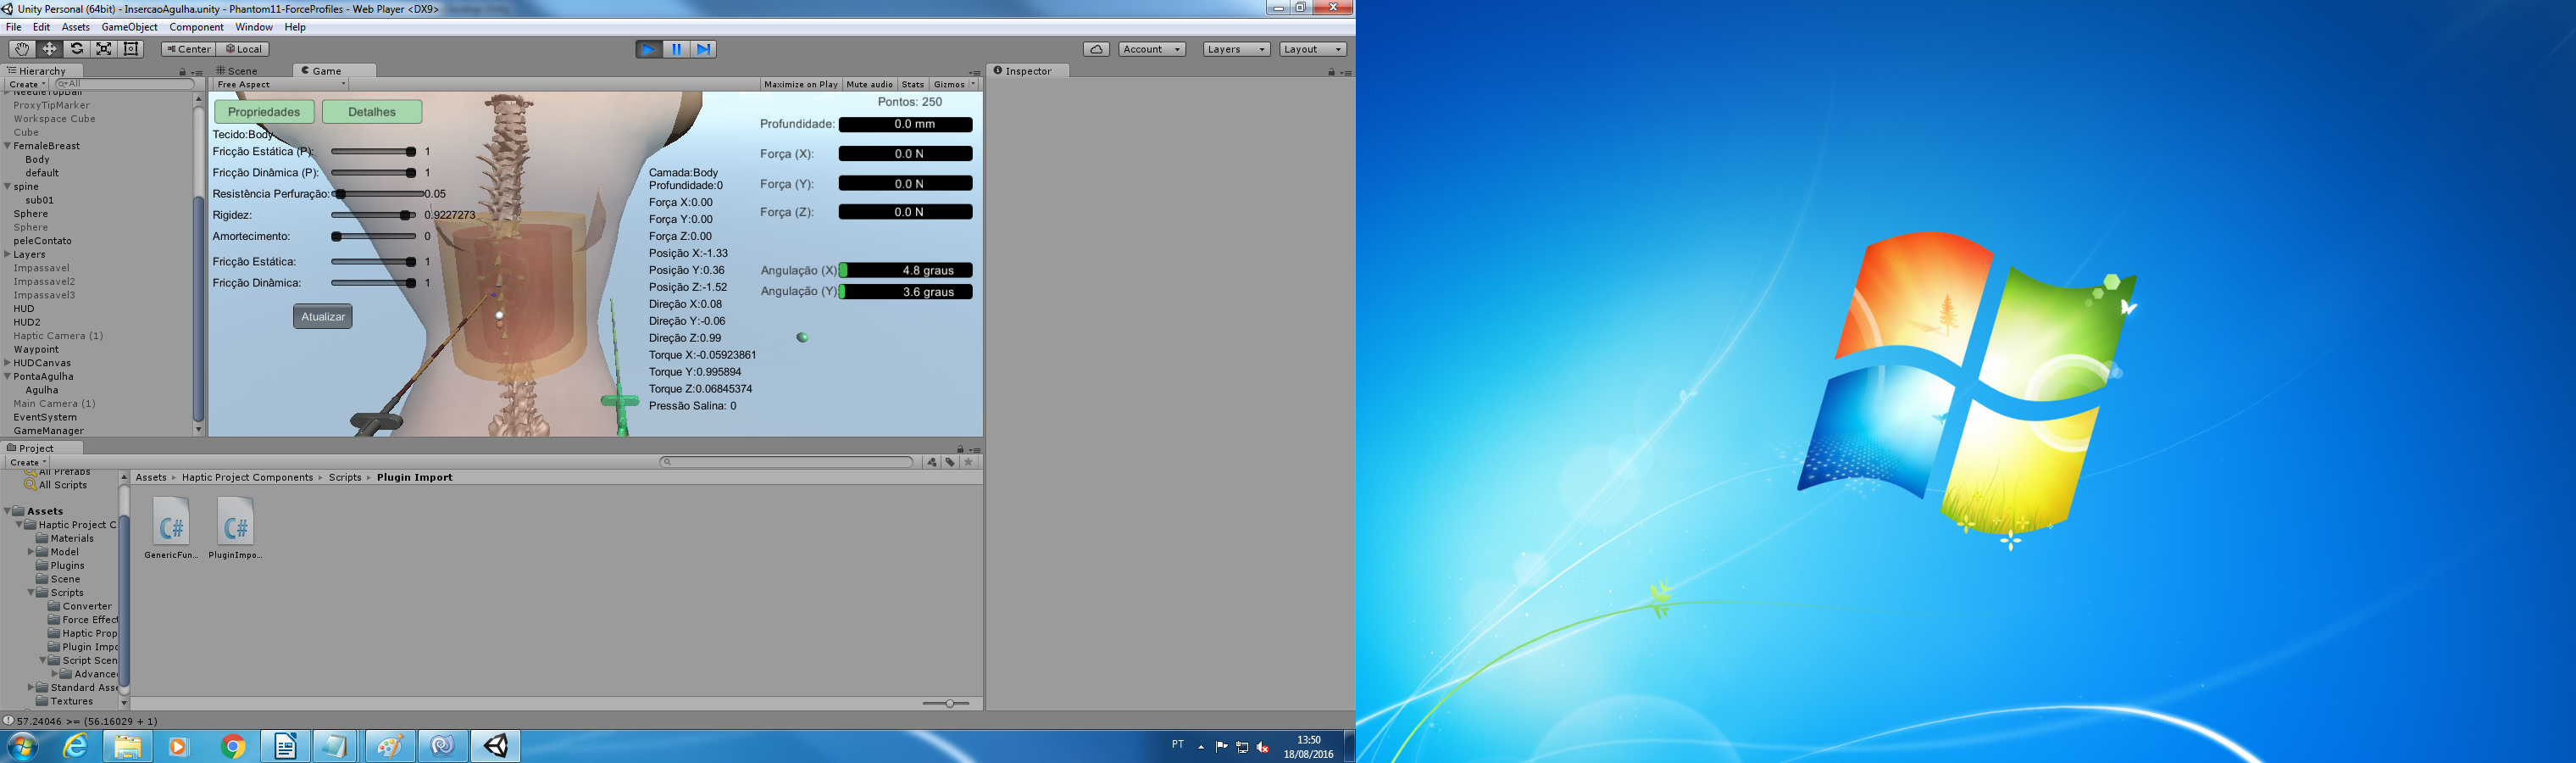 Unity Personal (64bit) - InsercaoAgulha.unity - Phantom11-ForceProfiles - Web Player <DX9>
File Edit Assets GameObject Component Window Help
Center Local
Account Layers Layout
Hierarchy
Create All
NeedleTopBall
ProxyTipMarker
Workspace Cube
Cube
FemaleBreast
Body
default
spine
sub01
Sphere
Sphere
peleContato
Layers
Impassavel
Impassavel2
Impassavel3
HUD
HUD2
Haptic Camera (1)
Waypoint
HUDCanvas
PontaAgulha
Agulha
Main Camera (1)
EventSystem
GameManager
Scene Game
Free Aspect
Maximize on Play Mute audio Stats Gizmos
Propriedades Detalhes
Tecido:Body
Fricção Estática (P): 1
Fricção Dinâmica (P): 1
Resistência Perfuração: 0.05
Rigidez: 0.9227273
Amortecimento: 0
Fricção Estática: 1
Fricção Dinâmica: 1
Atualizar
Camada:Body
Profundidade:0
Força X:0.00
Força Y:0.00
Força Z:0.00
Posição X:-1.33
Posição Y:0.36
Posição Z:-1.52
Direção X:0.08
Direção Y:-0.06
Direção Z:0.99
Torque X:-0.05923861
Torque Y:0.995894
Torque Z:0.06845374
Pressão Salina: 0
Pontos: 250
Profundidade: 0.0 mm
Força (X): 0.0 N
Força (Y): 0.0 N
Força (Z): 0.0 N
Angulação (X): 4.8 graus
Angulação (Y): 3.6 graus
Inspector
Project
Create
All Prefabs
All Scripts
Assets
Haptic Project C
Materials
Model
Plugins
Scene
Scripts
Converter
Force Effect
Haptic Prop
Plugin Impo
Script Scen
Advance
Standard Asse
Textures
Assets Haptic Project Components Scripts Plugin Import
C# C#
GenericFun... PluginImpo...
57.24046 >= (56.16029 + 1)
PT
13:50
18/08/2016